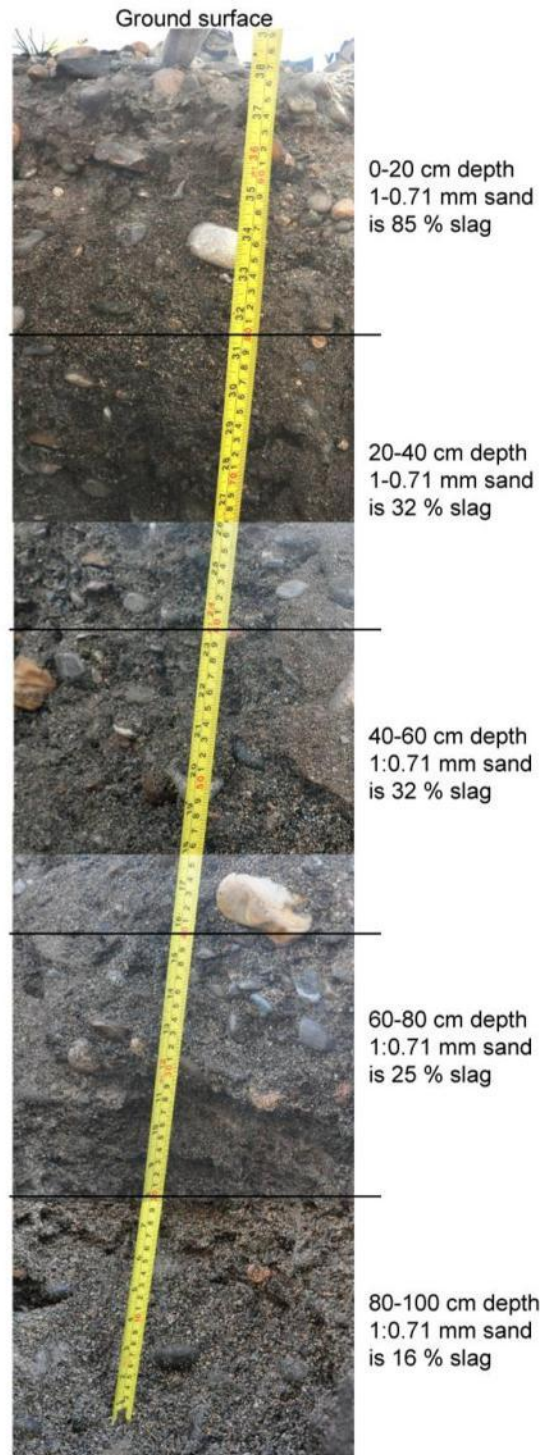 Ground surface
0-20 cm depth
1-0.71 mm sand
is 85 % slag
20-40 cm depth
1-0.71 mm sand
is 32 % slag
40-60 cm depth
1:0.71 mm sand
is 32 % slag
60-80 cm depth
1:0.71 mm sand
is 25 % slag
80-100 cm depth
1:0.71 mm sand
is 16 % slag